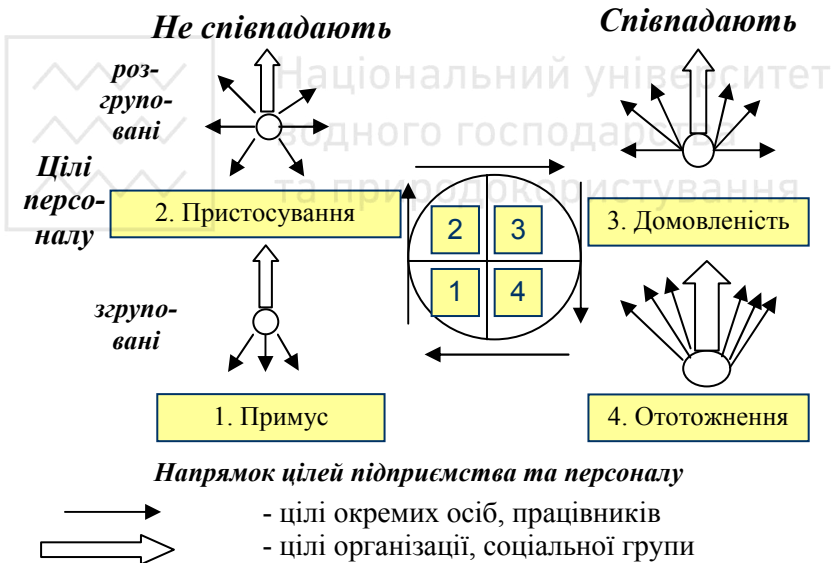 Не співпадають
Співпадають
Національний університет
водного господарства
та природокористування
роз-
групо-
вані
Цілі
персо-
налу
2. Пристосування
2
3
3. Домовленість
1
4
згрупо-
вані
1. Примус
4. Ототожнення
Напрямок цілей підприємства та персоналу
- цілі окремих осіб, працівників
- цілі організації, соціальної групи